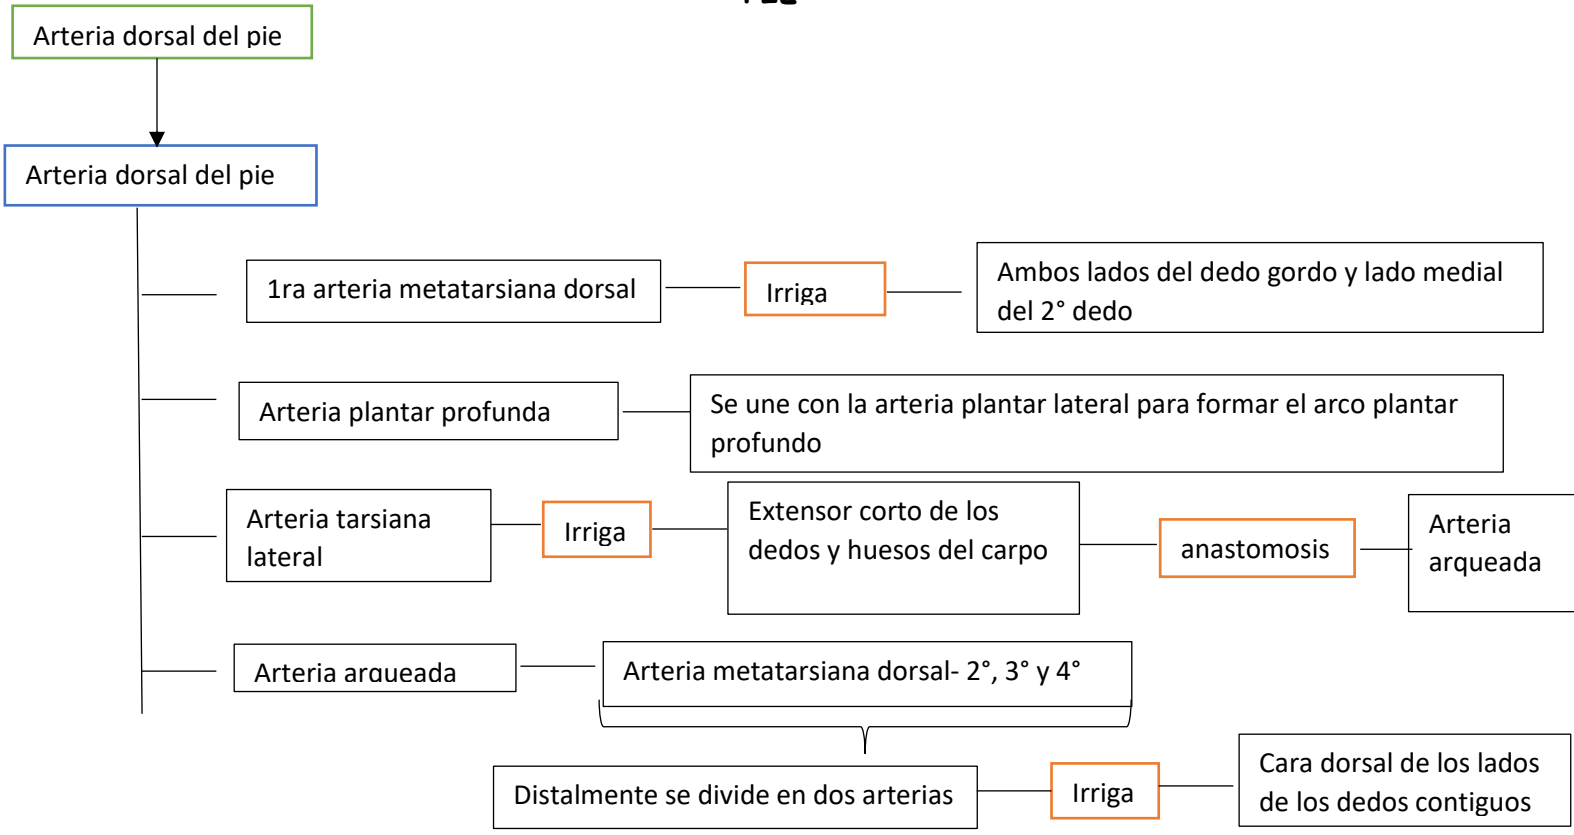 Arteria dorsal del pie
Arteria dorsal del pie
1ra arteria metatarsiana dorsal
Irriga
Ambos lados del dedo gordo y lado medial
del 2° dedo
Arteria plantar profunda
Se une con la arteria plantar lateral para formar el arco plantar
profundo
Arteria tarsiana
lateral
Irriga
Extensor corto de los
dedos y huesos del carpo
anastomosis
Arteria
arqueada
Arteria arqueada
Arteria metatarsiana dorsal- 2°, 3° y 4°
Distalmente se divide en dos arterias
Irriga
Cara dorsal de los lados
de los dedos contiguos